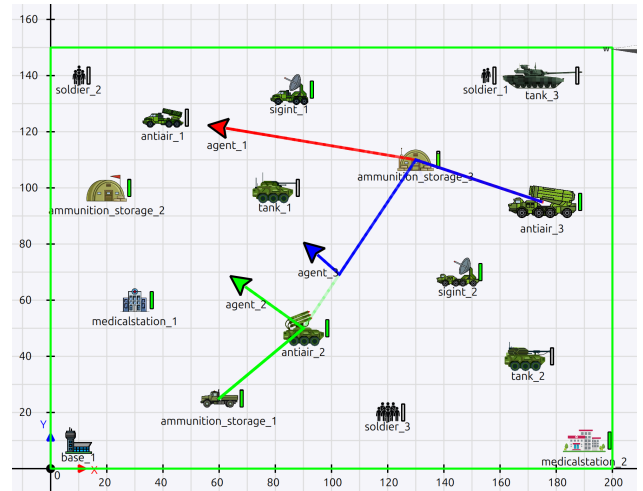 160
w
140
soldier_2
soldier_1
tank_3
sigint_1
120
antiair_1
agent_1
ammunition_storage_3
100
ammunition_storage_2
tank_1
antiair_3
80
agent_3
sigint_2
60
agent_2
medicalstation_1
antiair_2
40
tank_2
20
ammunition_storage_1
soldier_3
Y
base_1
medicalstation_2
X
0 20 40 60 80 100 120 140 160 180 200